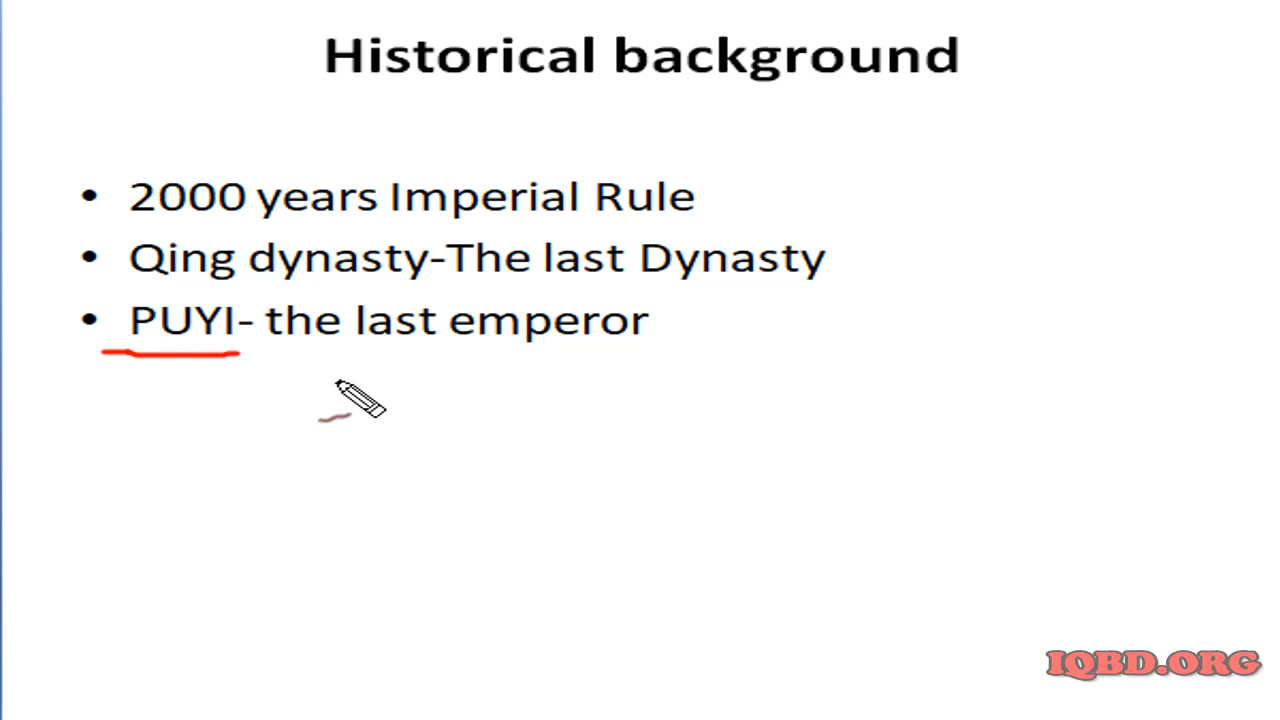 Historical background
• 2000 years Imperial Rule
• Qing dynasty-The last Dynasty
• PUYI- the last emperor
IQBD.ORG